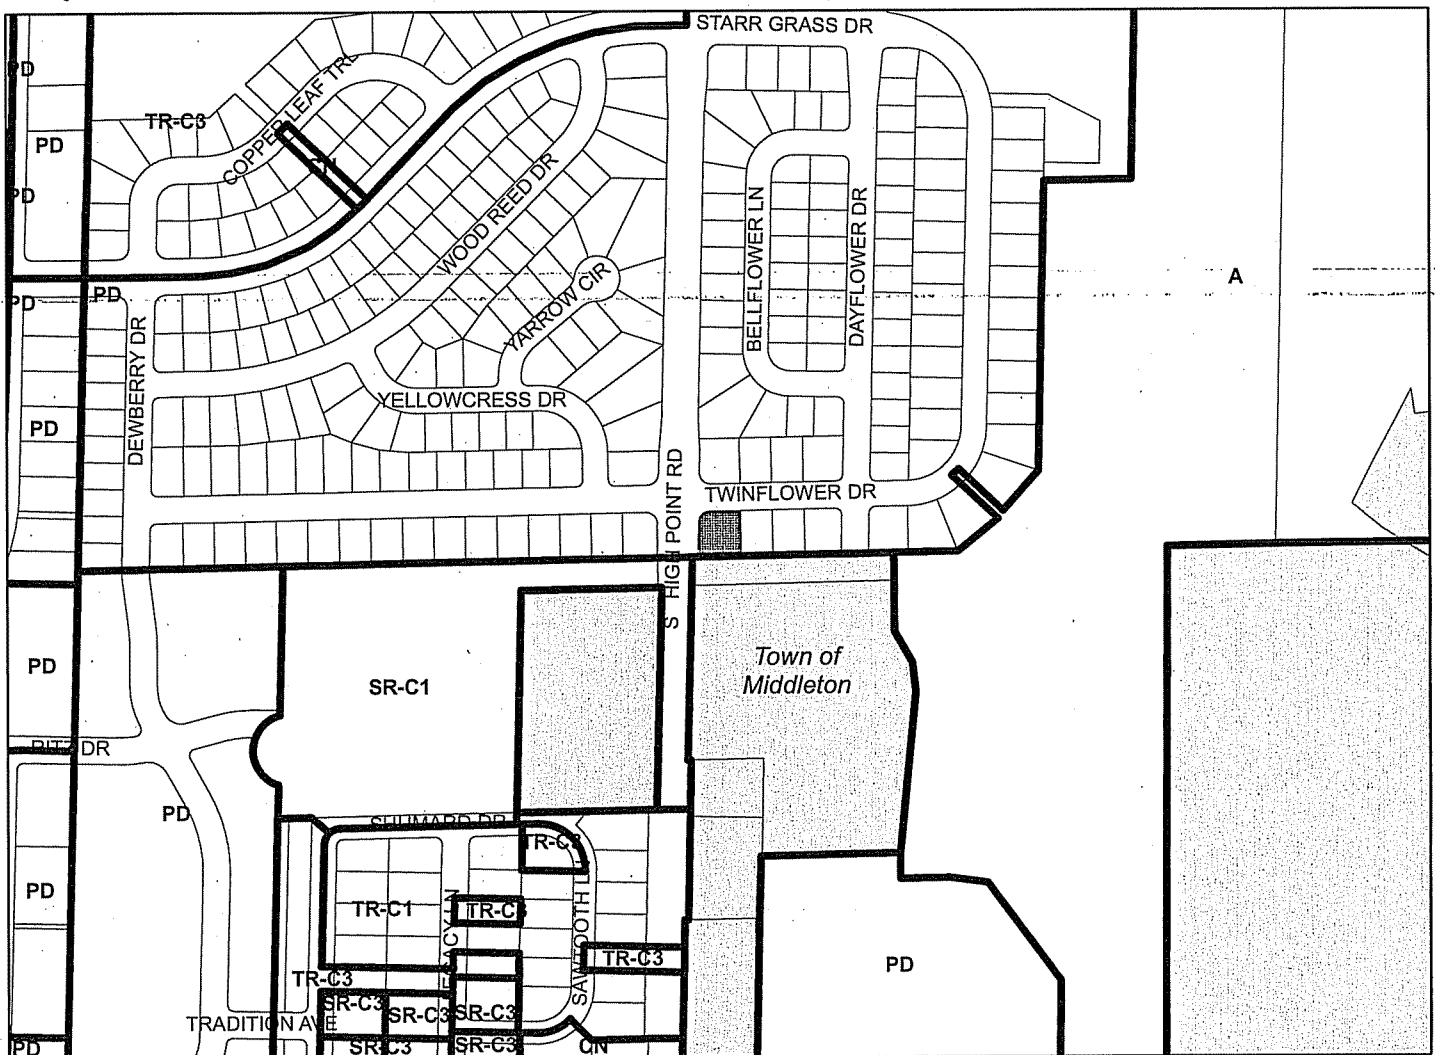 STARR GRASS DR
PD
COPPER LEAF TRL
TR-C3
PD
WOOD REED DR
PD
BELLFLOWER LN
DAYFLOWER DR
A
YARROW CIR
PD
PD
DEWBERRY DR
YELLOWCRESS DR
PD
S HIGH POINT RD
TWINFLOWER DR
Town of
Middleton
PD
SR-C1
RITZ DR
PD
SHUMARD DR
TR-C3
PD
TR-C1
TR-C3
SAWTOOTH
TR-C3
PD
TR-C3
SR-C3
SR-C3
SR-C3
TRADITION AVE
SR-C3
SR-C3
CN
PD